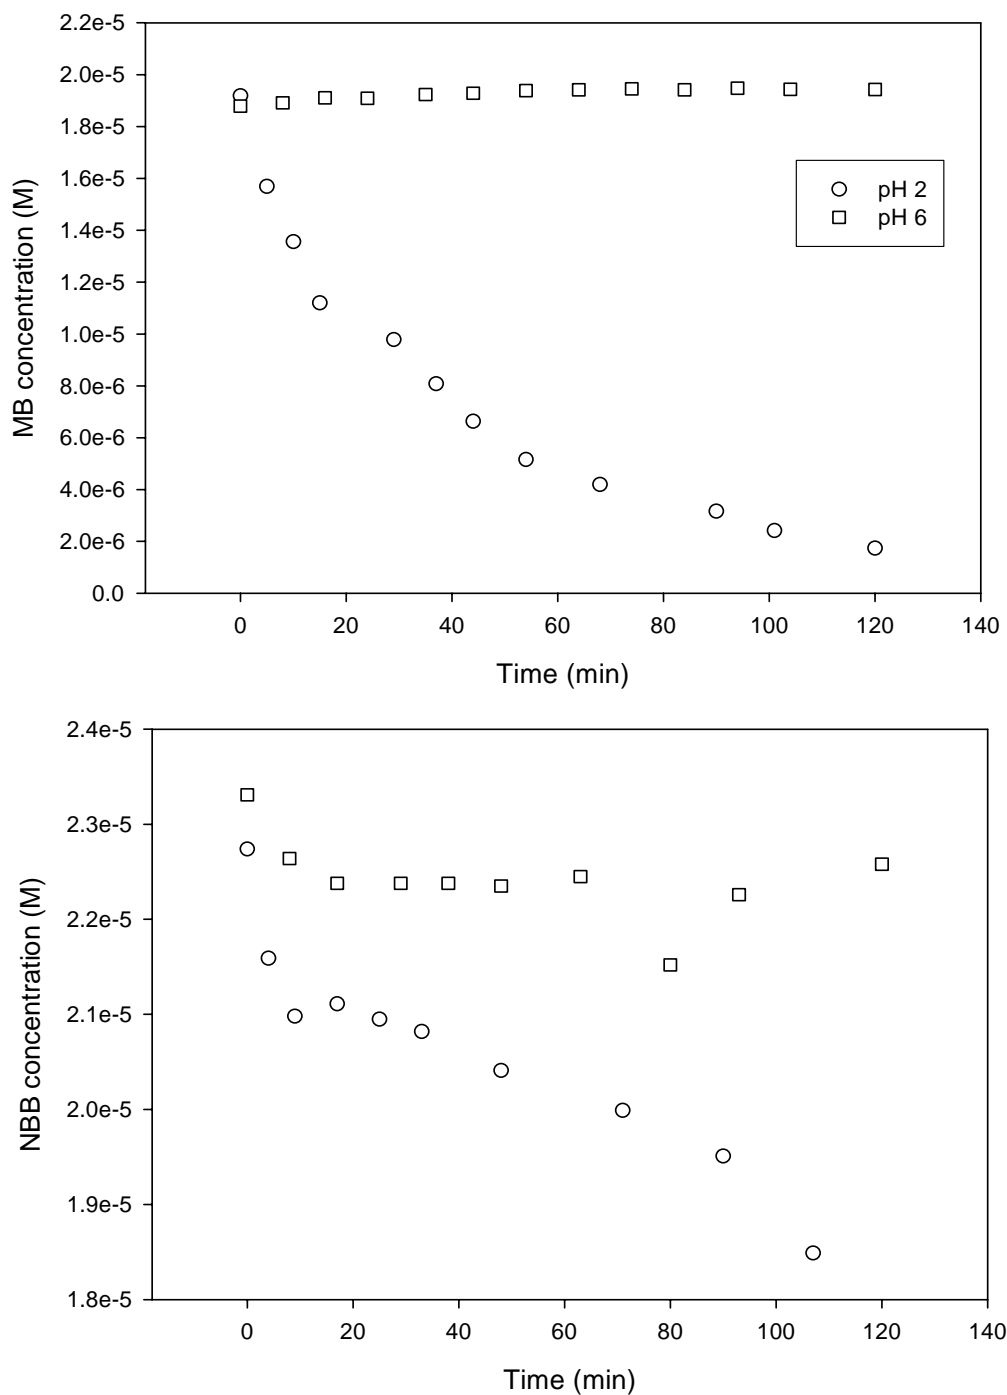 2.2e-5
2.0e-5
1.8e-5
1.6e-5
1.4e-5
1.2e-5
1.0e-5
8.0e-6
6.0e-6
4.0e-6
2.0e-6
0.0
MB concentration (M)
pH 2
pH 6
0 20 40 60 80 100 120 140
Time (min)
2.4e-5
2.3e-5
2.2e-5
2.1e-5
2.0e-5
1.9e-5
1.8e-5
NBB concentration (M)
0 20 40 60 80 100 120 140
Time (min)